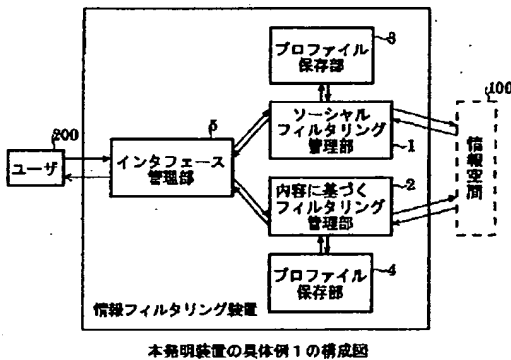 3
プロファイル
保存部
100
ソーシャル
フィルタリング
管理部
1
200
ユーザ
5
インタフェース
管理部
情報空間
2
内容に基づく
フィルタリング
管理部
プロファイル
保存部
4
情報フィルタリング装置
本発明装置の具体例1の構成図